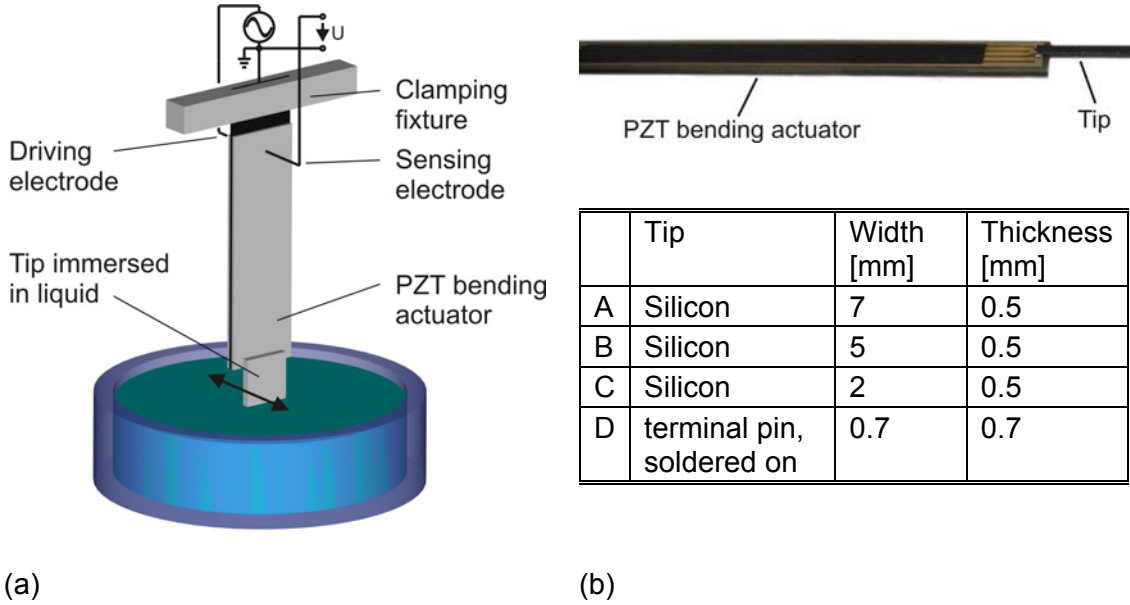 U
Clamping
fixture
Driving
electrode
Sensing
electrode
Tip immersed
in liquid
PZT bending
actuator
(a)
PZT bending actuator
Tip
Tip Width Thickness
[mm] [mm]
A Silicon 7 0.5
B Silicon 5 0.5
C Silicon 2 0.5
D terminal pin, 0.7 0.7
soldered on
(b)